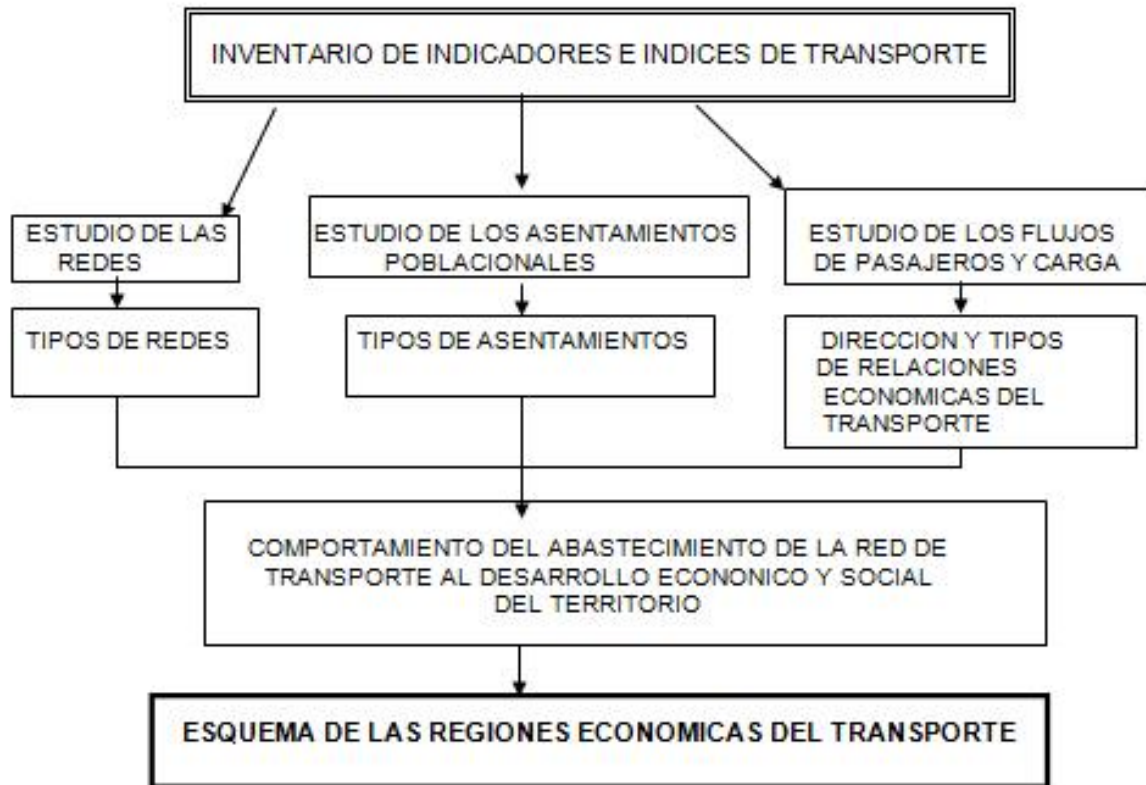 INVENTARIO DE INDICADORES E INDICES DE TRANSPORTE
ESTUDIO DE LAS
REDES
ESTUDIO DE LOS ASENTAMIENTOS
POBLACIONALES
ESTUDIO DE LOS FLUJOS
DE PASAJEROS Y CARGA
TIPOS DE REDES
TIPOS DE ASENTAMIENTOS
DIRECCION Y TIPOS
DE RELACIONES
ECONOMICAS DEL
TRANSPORTE
COMPORTAMIENTO DEL ABASTECIMIENTO DE LA RED DE
TRANSPORTE AL DESARROLLO ECONONICO Y SOCIAL
DEL TERRITORIO
ESQUEMA DE LAS REGIONES ECONOMICAS DEL TRANSPORTE